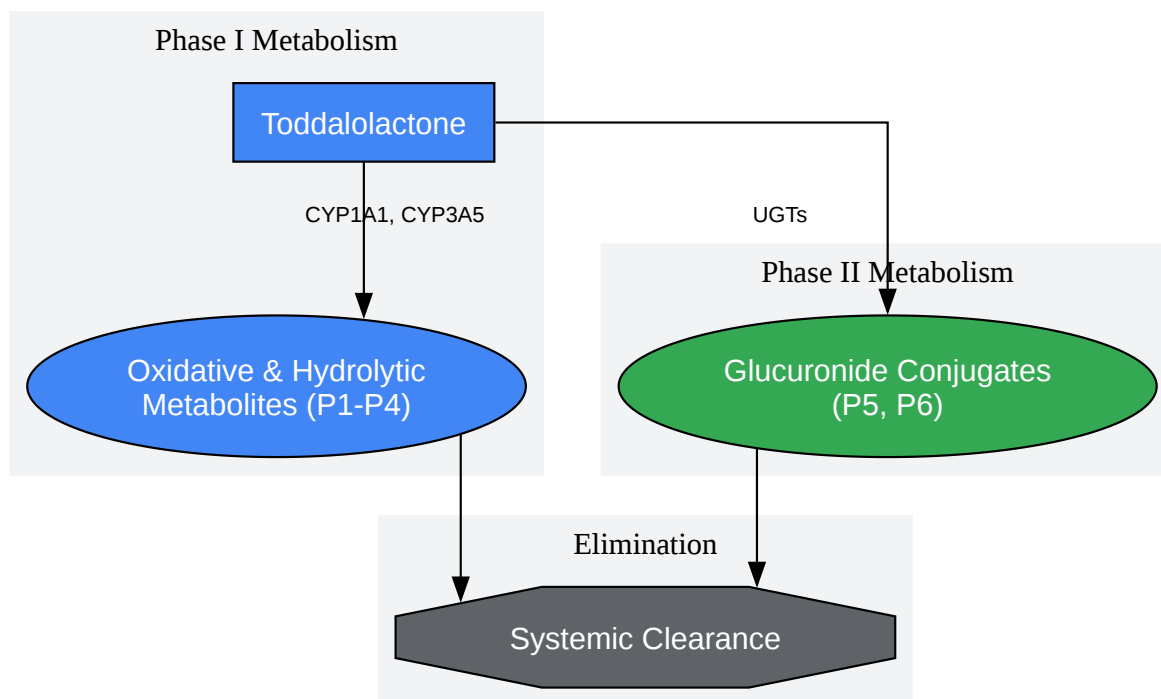 Phase I Metabolism
Toddalolactone
CYP1A1, CYP3A5
UGTs
Phase II Metabolism
Oxidative & Hydrolytic
Metabolites (P1-P4)
Glucuronide Conjugates
(P5, P6)
Elimination
Systemic Clearance